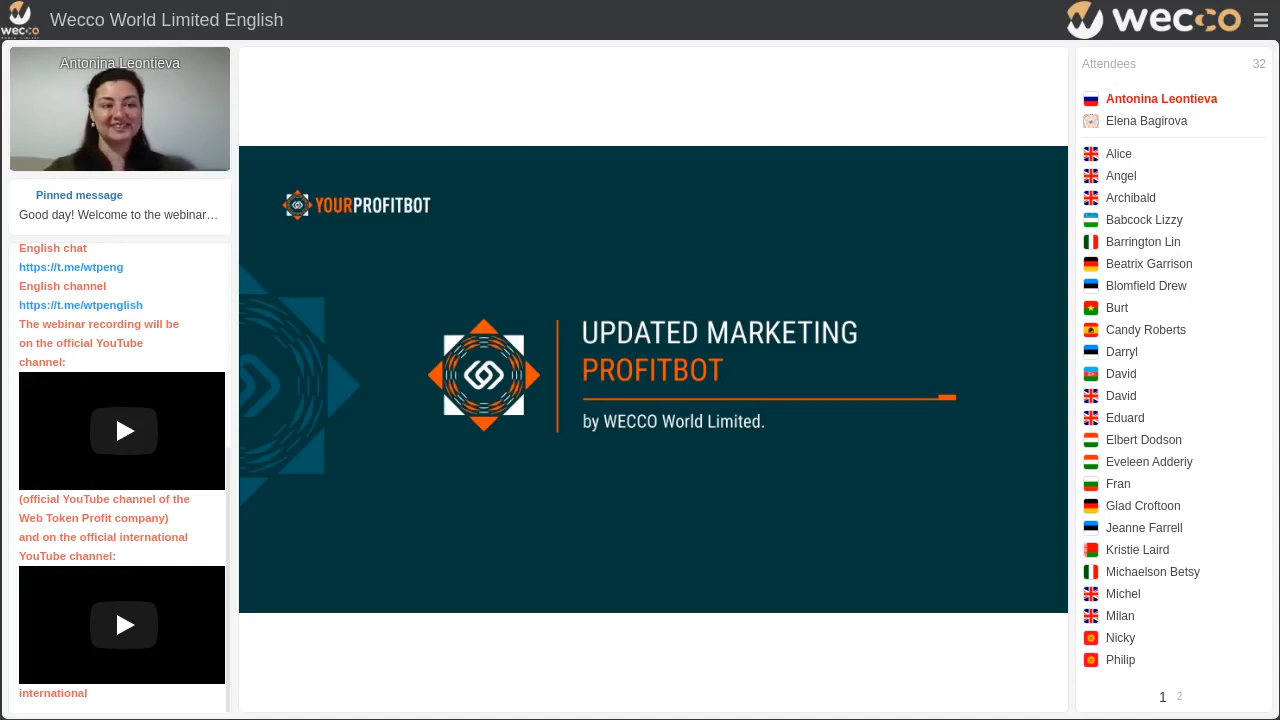 wecco
Wecco World Limited English
wecco
Antonina Leontieva
Pinned message
Good day! Welcome to the webinar…
English chat
https://t.me/wtpeng
English channel
https://t.me/wtpenglish
The webinar recording will be
on the official YouTube
channel:
(official YouTube channel of the
Web Token Profit company)
and on the official international
YouTube channel:
international
YOURPROFITBOT
UPDATED MARKETING
PROFITBOT
by WECCO World Limited.
Attendees 32
Antonina Leontieva
Elena Bagirova
Alice
Angel
Archibald
Babcock Lizzy
Barrington Lin
Beatrix Garrison
Blomfield Drew
Burt
Candy Roberts
Darryl
David
David
Eduard
Elbert Dodson
Eveleen Adderiy
Fran
Glad Croftoon
Jeanne Farrell
Kristie Laird
Michaelson Betsy
Michel
Milan
Nicky
Philip
1 2